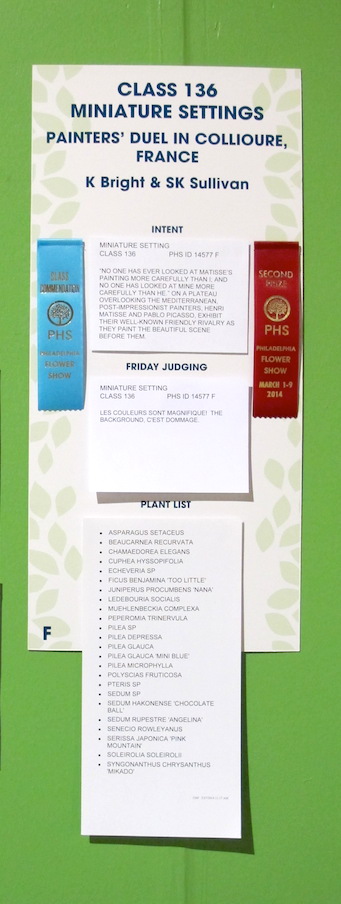 CLASS 136
MINIATURE SETTINGS
PAINTERS' DUEL IN COLLIOURE,
FRANCE
K Bright & SK Sullivan
INTENT
MINIATURE SETTING
CLASS 136 PHS ID 14577 F
"NO ONE HAS EVER LOOKED AT MATISSE'S
PAINTING MORE CAREFULLY THAN I; AND
NO ONE HAS LOOKED AT MINE MORE
CAREFULLY THAN HE." ON A PLATEAU
OVERLOOKING THE MEDITERRANEAN,
POST-IMPRESSIONIST PAINTERS, HENRI
MATISSE AND PABLO PICASSO, EXHIBIT
THEIR WELL-KNOWN FRIENDLY RIVALRY AS
THEY PAINT THE BEAUTIFUL SCENE
BEFORE THEM.
CLASS
COMMENDATION
PHS
PHILADELPHIA
FLOWER
SHOW
SECOND
PRIZE
PHS
PHILADELPHIA
FLOWER
SHOW
MARCH 1-9
2014
FRIDAY JUDGING
MINIATURE SETTING
CLASS 136 PHS ID 14577 F
LES COULEURS SONT MAGNIFIQUE! THE
BACKGROUND, C'EST DOMMAGE.
PLANT LIST
• ASPARAGUS SETACEUS
• BEAUCARNEA RECURVATA
• CHAMAEDOREA ELEGANS
• CUPHEA HYSSOPIFOLIA
• ECHEVERIA SP
• FICUS BENJAMINA 'TOO LITTLE'
• JUNIPERUS PROCUMBENS 'NANA'
• LEDEBOURIA SOCIALIS
• MUEHLENBECKIA COMPLEXA
• PEPEROMIA TRINERVULA
• PILEA SP
• PILEA DEPRESSA
• PILEA GLAUCA
• PILEA GLAUCA 'MINI BLUE'
• PILEA MICROPHYLLA
• POLYSCIAS FRUTICOSA
• PTERIS SP
• SEDUM SP
• SEDUM HAKONENSE 'CHOCOLATE
BALL'
• SEDUM RUPESTRE 'ANGELINA'
• SENECIO ROWLEYANUS
• SERISSA JAPONICA 'PINK
MOUNTAIN'
• SOLEIROLIA SOLEIROLII
• SYNGONANTHUS CHRYSANTHUS
'MIKADO'
F